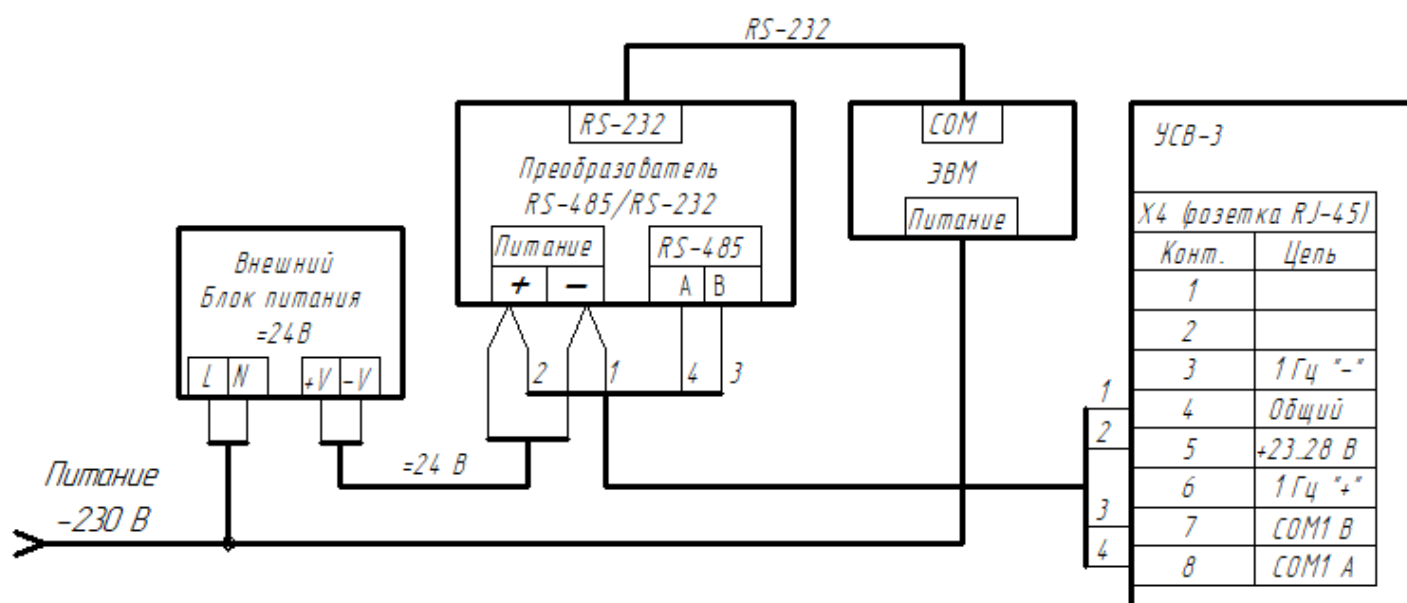 RS-232
RS-232
Преобразователь
RS-485/RS-232
Питание
+ −
RS-485
A B
COM
ЭВМ
Питание
Внешний
Блок питания
=24В
L N +V -V
2 1 4 3
=24 В
Питание
~230 В
УСВ-3
X4 (розетка RJ-45)
Конт. Цепь
1
2
3 1 Гц "-"
4 Общий
5 +23..28 В
6 1 Гц "+"
7 COM1 B
8 COM1 A
1
2
3
4